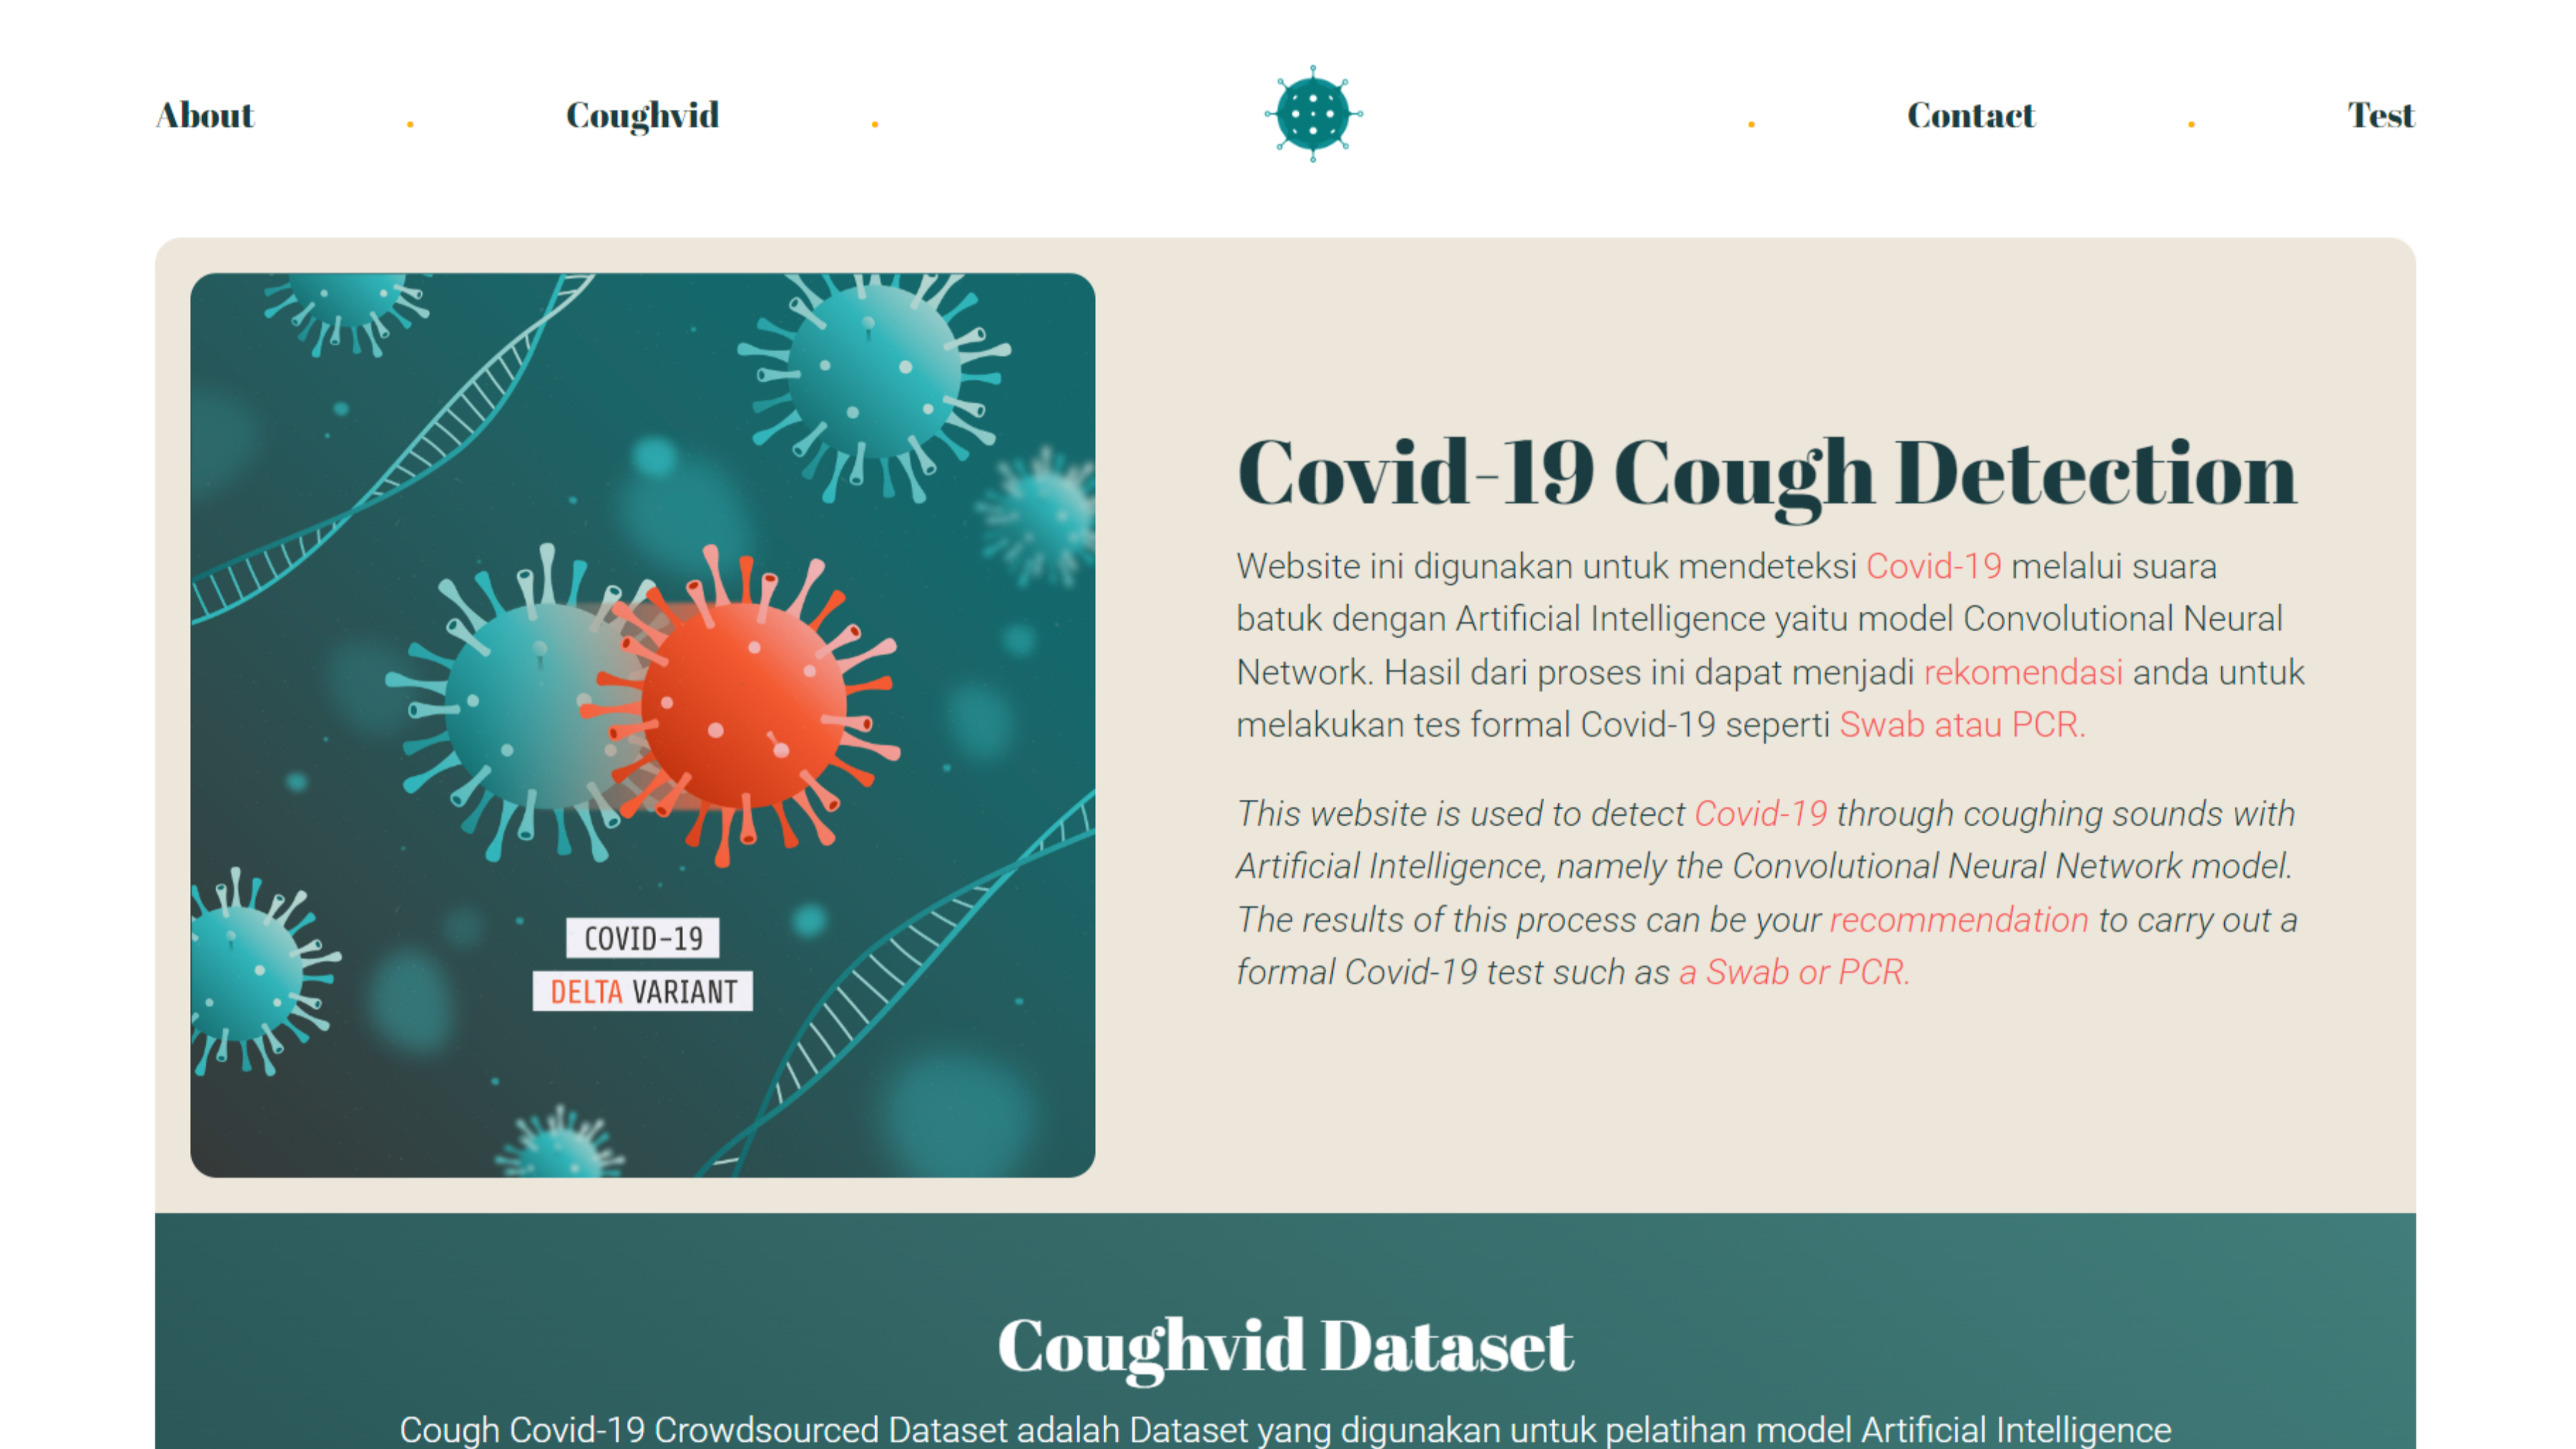 About . Coughvid . . Contact . Test
COVID-19
DELTA VARIANT
Covid-19 Cough Detection
Website ini digunakan untuk mendeteksi Covid-19 melalui suara
batuk dengan Artificial Intelligence yaitu model Convolutional Neural
Network. Hasil dari proses ini dapat menjadi rekomendasi anda untuk
melakukan tes formal Covid-19 seperti Swab atau PCR.
This website is used to detect Covid-19 through coughing sounds with
Artificial Intelligence, namely the Convolutional Neural Network model.
The results of this process can be your recommendation to carry out a
formal Covid-19 test such as a Swab or PCR.
Coughvid Dataset
Cough Covid-19 Crowdsourced Dataset adalah Dataset yang digunakan untuk pelatihan model Artificial Intelligence